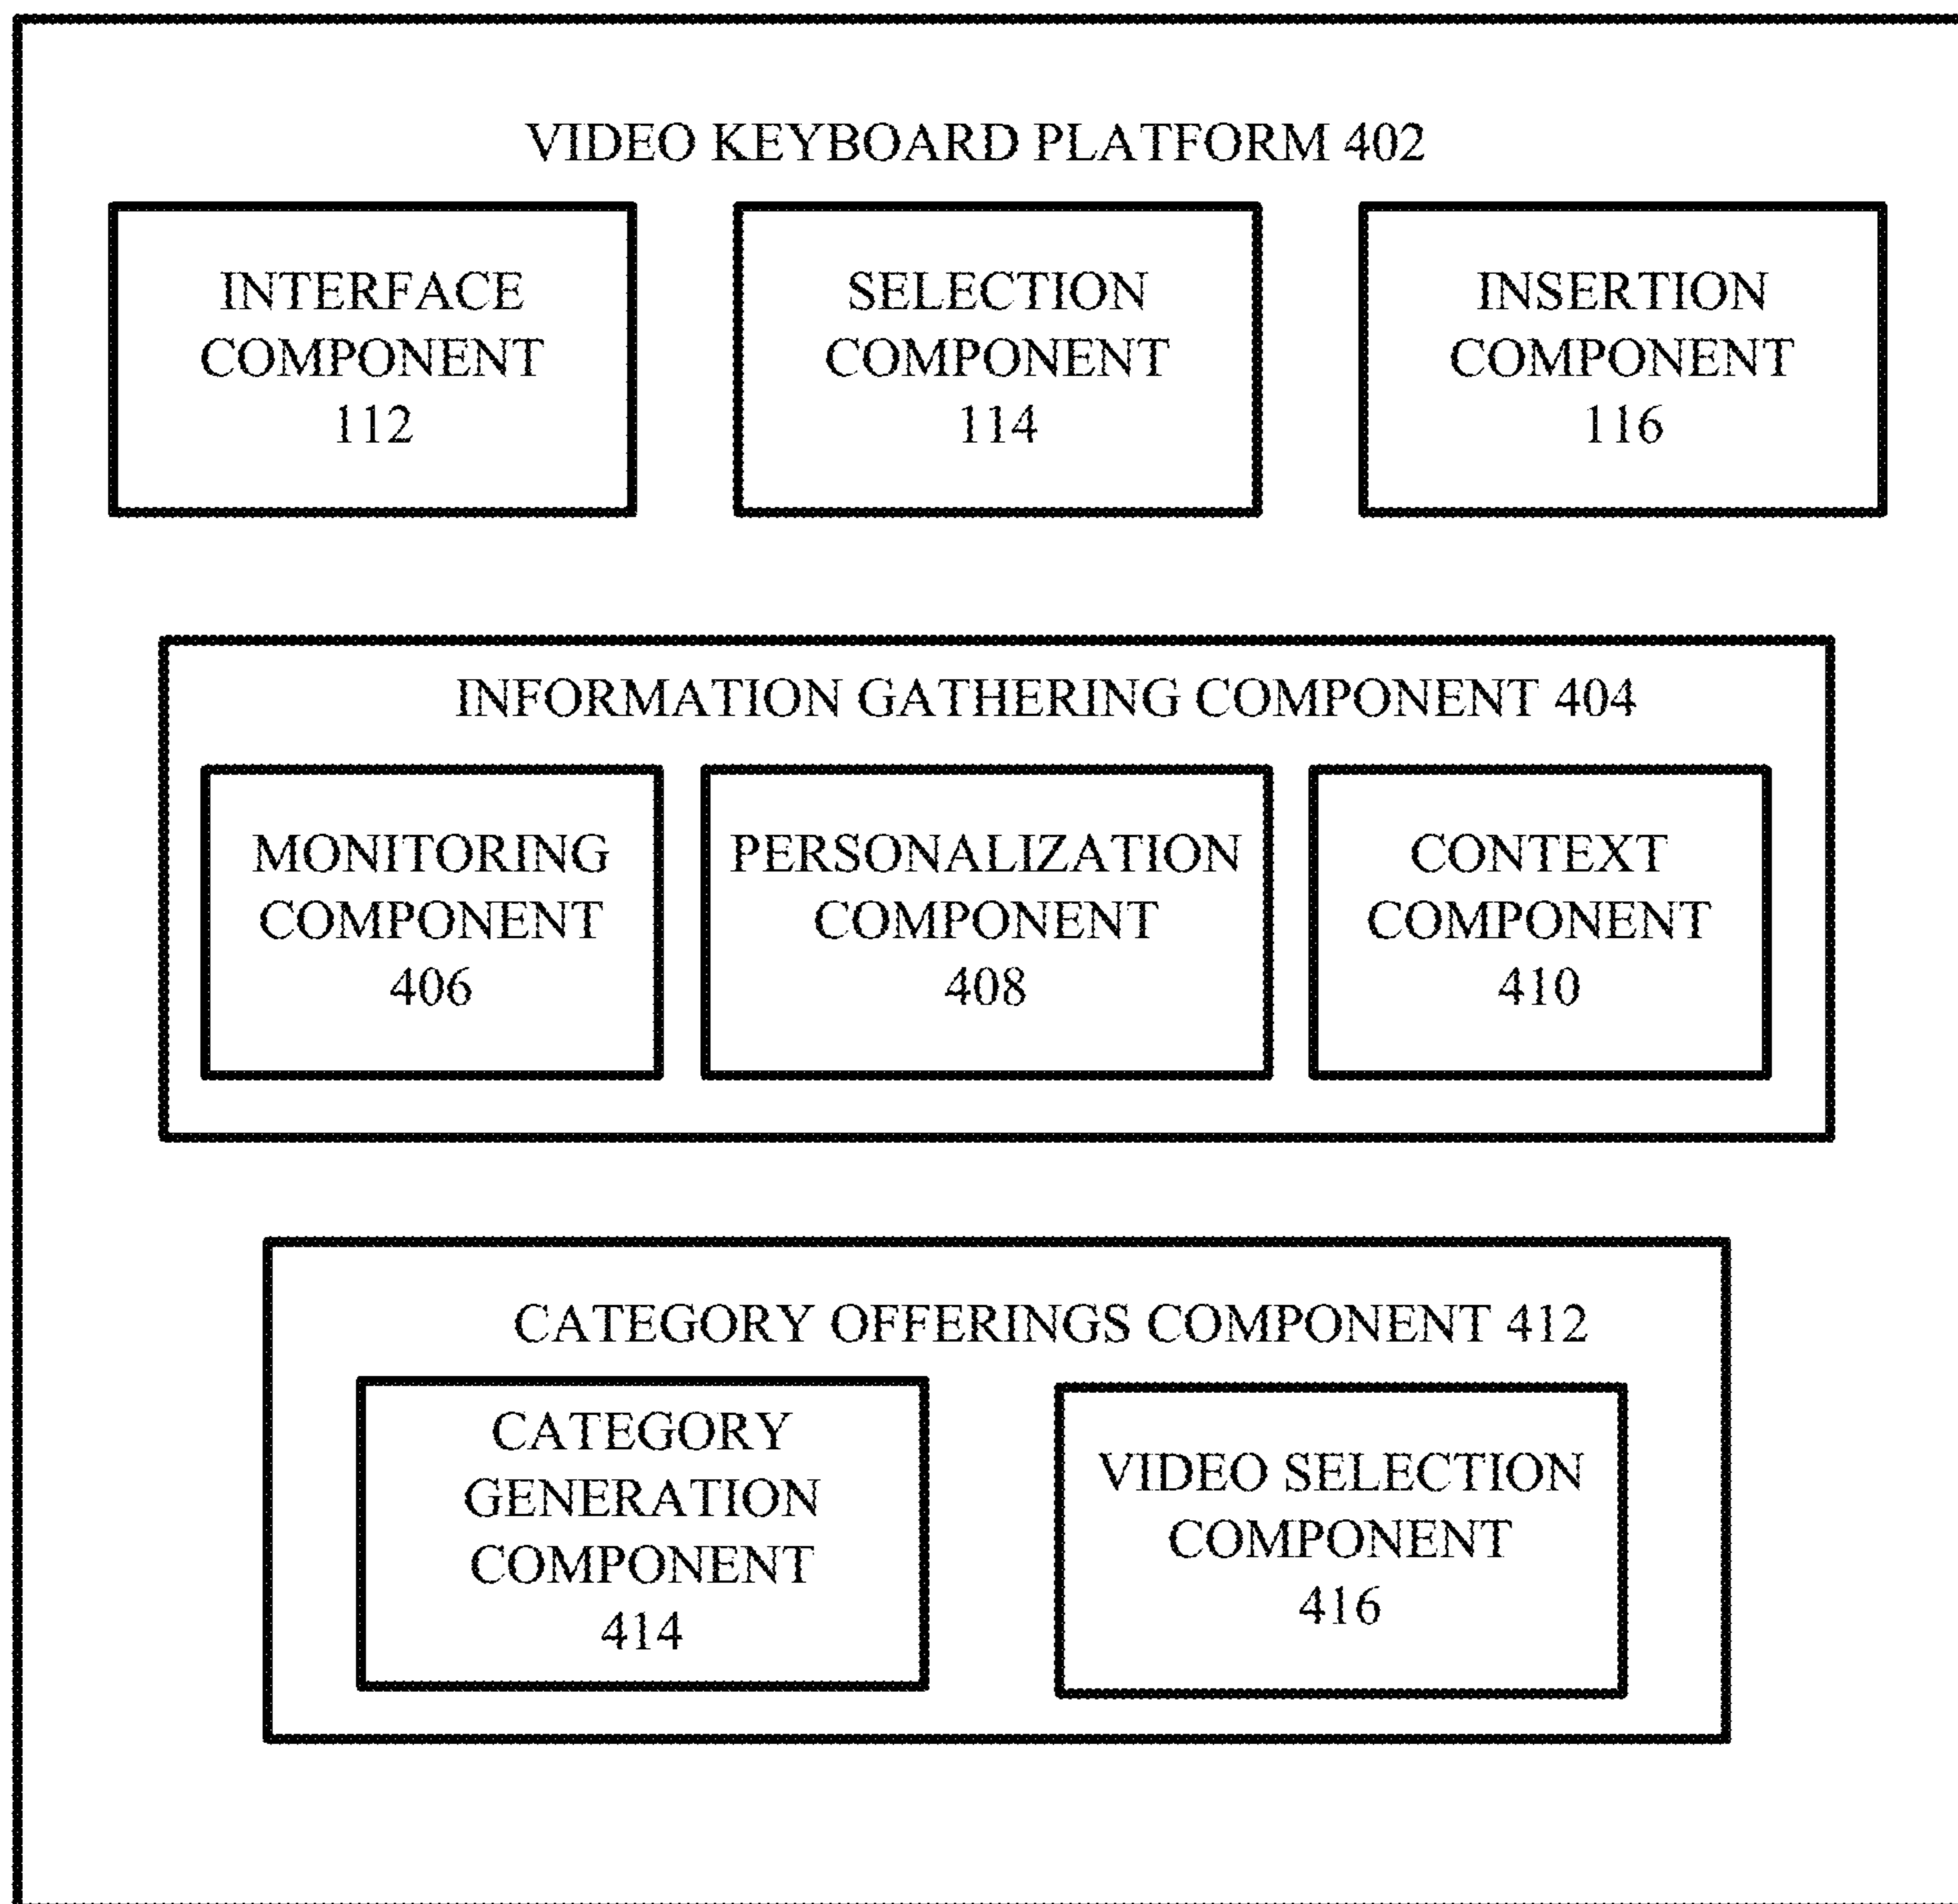 VIDEO KEYBOARD PLATFORM 402
INTERFACE
COMPONENT
112
SELECTION
COMPONENT
114
INSERTION
COMPONENT
116
INFORMATION GATHERING COMPONENT 404
MONITORING
COMPONENT
406
PERSONALIZATION
COMPONENT
408
CONTEXT
COMPONENT
410
CATEGORY OFFERINGS COMPONENT 412
CATEGORY
GENERATION
COMPONENT
414
VIDEO SELECTION
COMPONENT
416